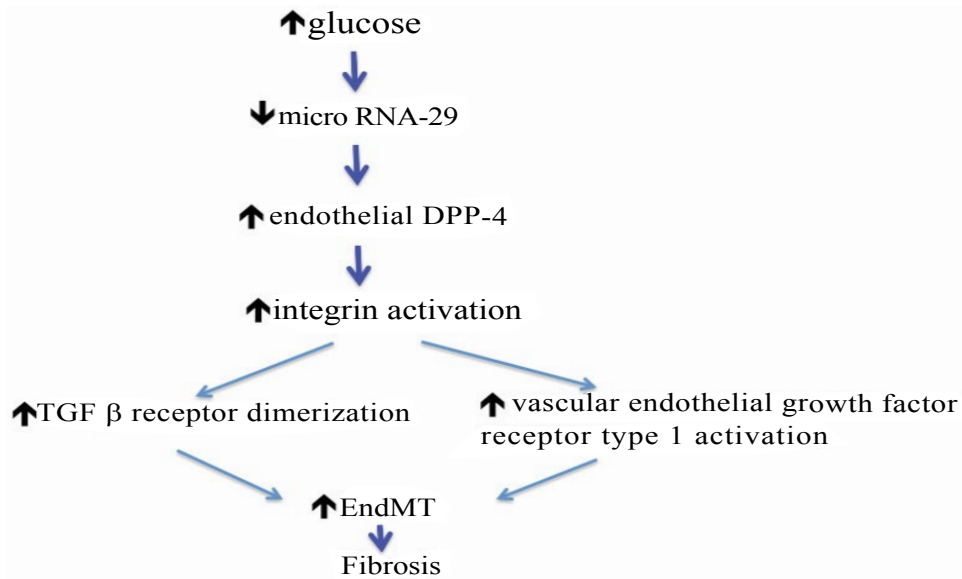 glucose
micro RNA-29
endothelial DPP-4
integrin activation
TGF β receptor dimerization
vascular endothelial growth factor
receptor type 1 activation
EndMT
Fibrosis